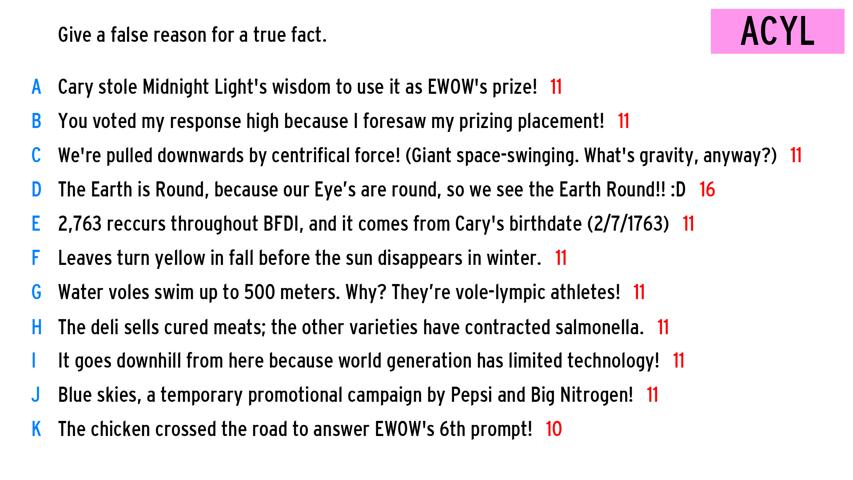 Give a false reason for a true fact.
ACYL
A Cary stole Midnight Light's wisdom to use it as EWOW's prize! 11
B You voted my response high because I foresaw my prizing placement! 11
C We're pulled downwards by centrifical force! (Giant space-swinging. What's gravity, anyway?) 11
D The Earth is Round, because our Eye’s are round, so we see the Earth Round!! :D 16
E 2,763 reccurs throughout BFDI, and it comes from Cary's birthdate (2/7/1763) 11
F Leaves turn yellow in fall before the sun disappears in winter. 11
G Water voles swim up to 500 meters. Why? They’re vole-lympic athletes! 11
H The deli sells cured meats; the other varieties have contracted salmonella. 11
I It goes downhill from here because world generation has limited technology! 11
J Blue skies, a temporary promotional campaign by Pepsi and Big Nitrogen! 11
K The chicken crossed the road to answer EWOW's 6th prompt! 10